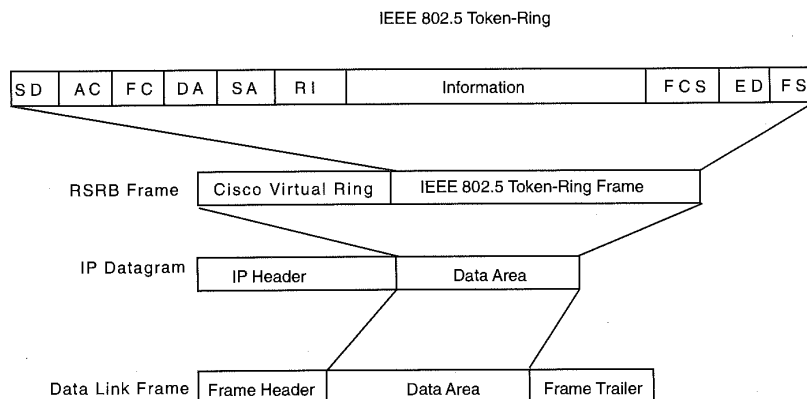 IEEE 802.5 Token-Ring
SD AC FC DA SA RI Information FCS ED FS
RSRB Frame Cisco Virtual Ring IEEE 802.5 Token-Ring Frame
IP Datagram IP Header Data Area
Data Link Frame Frame Header Data Area Frame Trailer